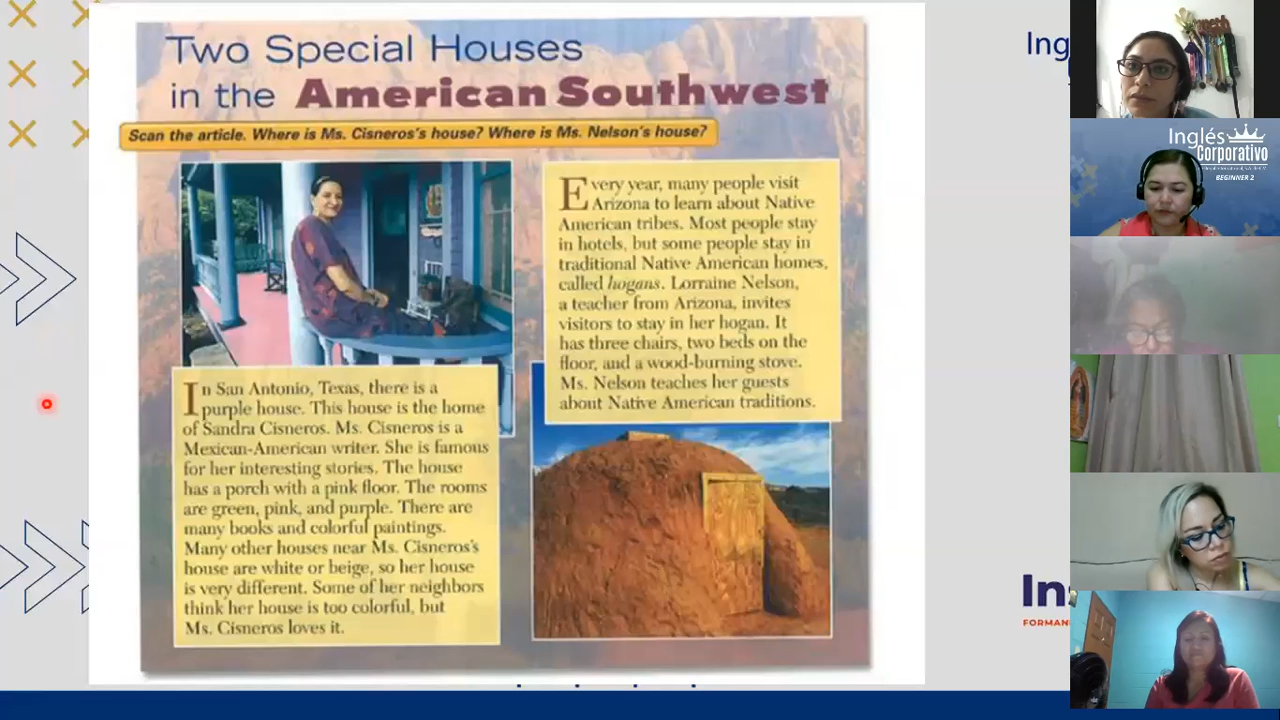 Two Special Houses
in the American Southwest
Scan the article. Where is Ms. Cisneros's house? Where is Ms. Nelson's house?
In San Antonio, Texas, there is a
purple house. This house is the home
of Sandra Cisneros. Ms. Cisneros is a
Mexican-American writer. She is famous
for her interesting stories. The house
has a porch with a pink floor. The rooms
are green, pink, and purple. There are
many books and colorful paintings.
Many other houses near Ms. Cisneros's
house are white or beige, so her house
is very different. Some of her neighbors
think her house is too colorful, but
Ms. Cisneros loves it.
Every year, many people visit
Arizona to learn about Native
American tribes. Most people stay
in hotels, but some people stay in
traditional Native American homes,
called hogans. Lorraine Nelson,
a teacher from Arizona, invites
visitors to stay in her hogan. It
has three chairs, two beds on the
floor, and a wood-burning stove.
Ms. Nelson teaches her guests
about Native American traditions.
Ing
In
FORMAN
Inglés
Corporativo
BEGINNER 2